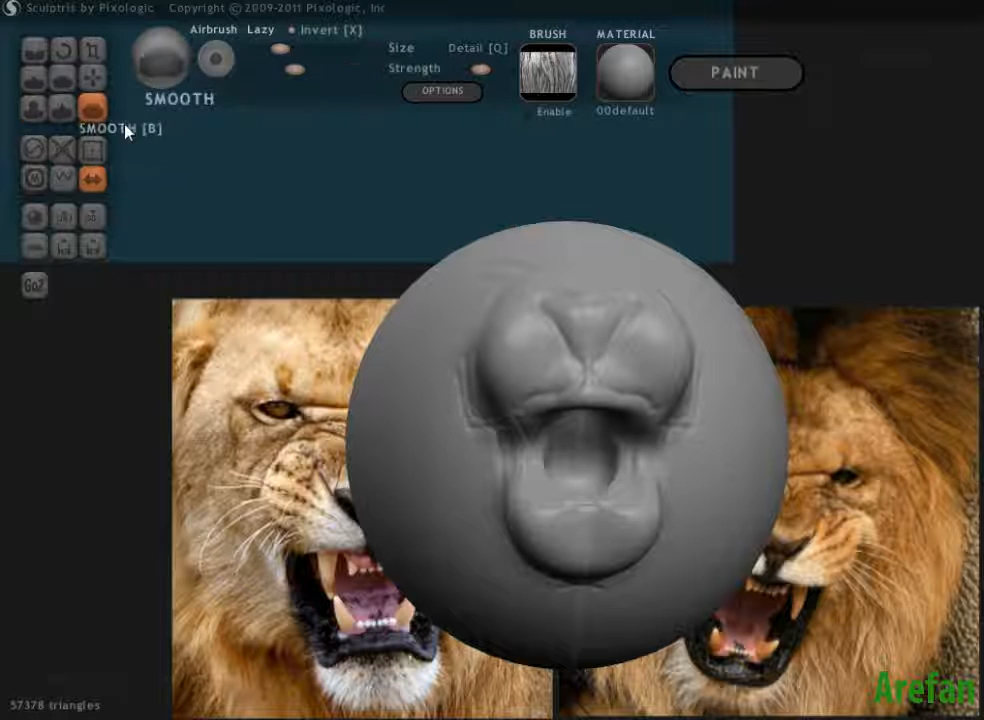 Sculptris by Pixologic Copyright © 2009-2011 Pixologic, Inc
Airbrush Lazy Invert [X]
Size Detail [Q]
Strength
OPTIONS
SMOOTH
BRUSH
Enable
MATERIAL
00default
PAINT
SMOOTH [B]
GoZ
57378 triangles
Arefan